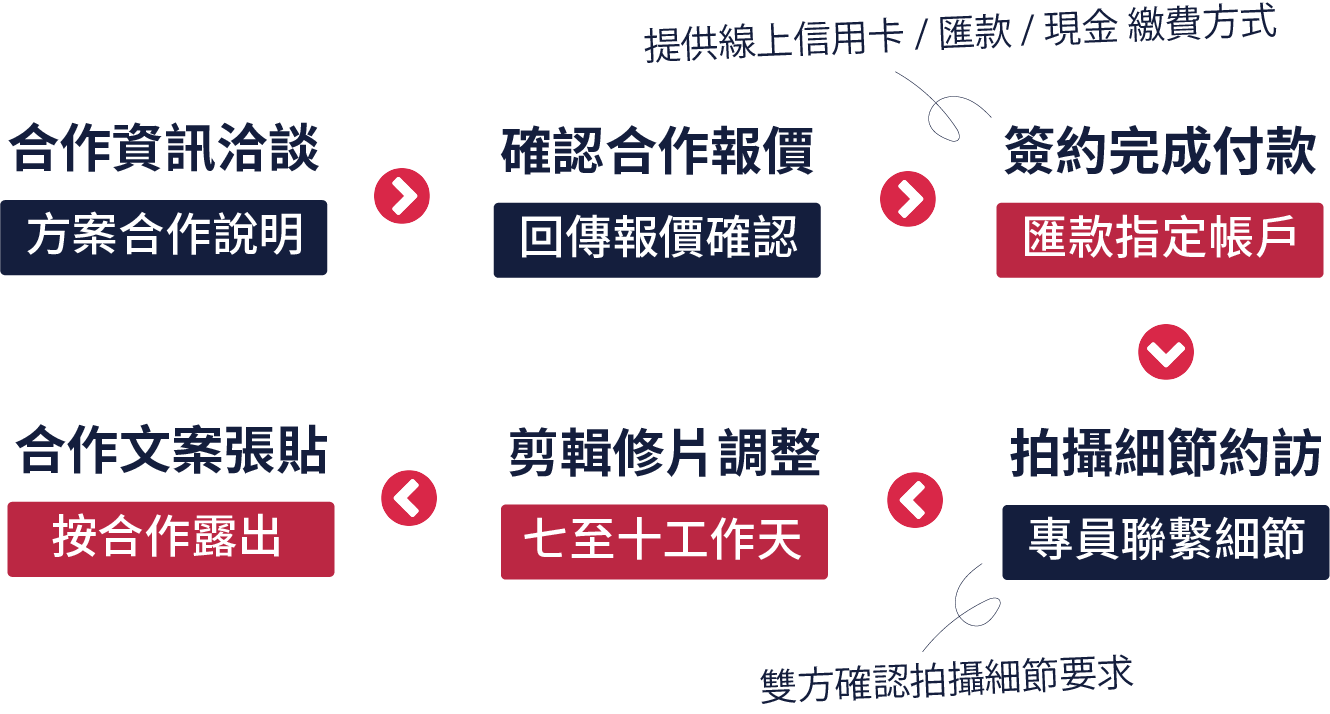 提供線上信用卡 / 匯款 / 現金 繳費方式
合作資訊洽談
方案合作說明
確認合作報價
回傳報價確認
簽約完成付款
匯款指定帳戶
拍攝細節約訪
專員聯繫細節
雙方確認拍攝細節要求
剪輯修片調整
七至十工作天
合作文案張貼
按合作露出